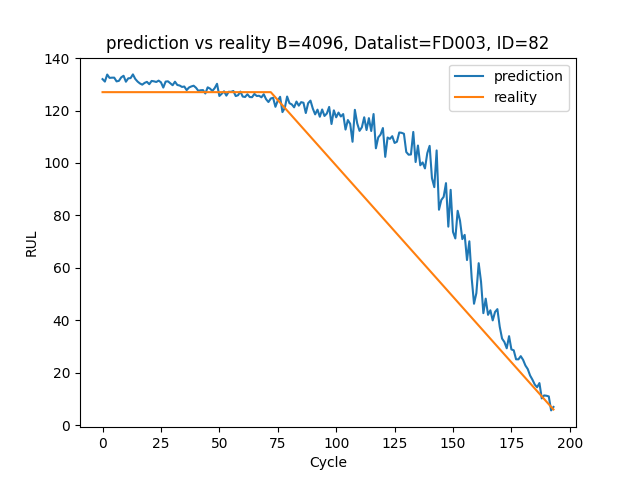 prediction vs reality B=4096, Datalist=FD003, ID=82
140
120
100
80
60
40
20
0
RUL
prediction
reality
0 25 50 75 100 125 150 175 200
Cycle